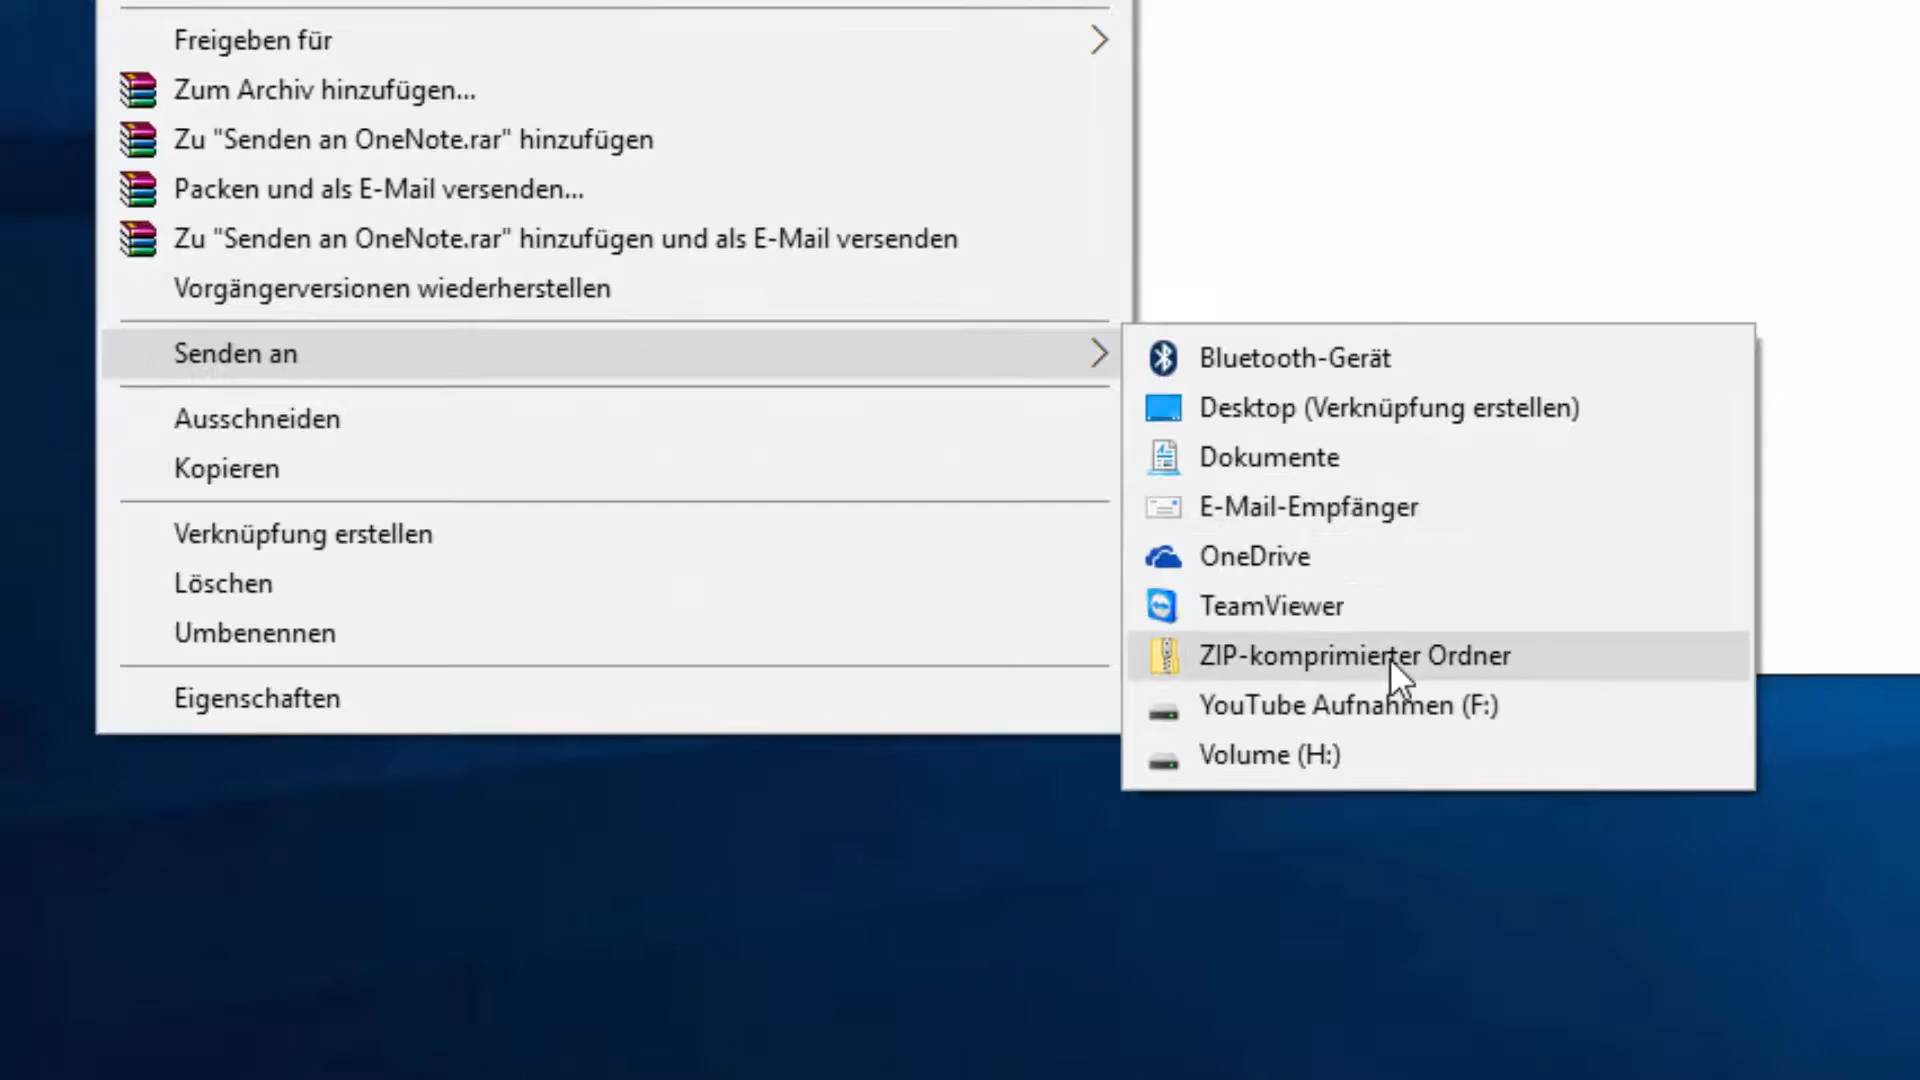 Freigeben für
Zum Archiv hinzufügen...
Zu "Senden an OneNote.rar" hinzufügen
Packen und als E-Mail versenden...
Zu "Senden an OneNote.rar" hinzufügen und als E-Mail versenden
Vorgängerversionen wiederherstellen
Senden an
Ausschneiden
Kopieren
Verknüpfung erstellen
Löschen
Umbenennen
Eigenschaften
Bluetooth-Gerät
Desktop (Verknüpfung erstellen)
Dokumente
E-Mail-Empfänger
OneDrive
TeamViewer
ZIP-komprimierter Ordner
YouTube Aufnahmen (F:)
Volume (H:)